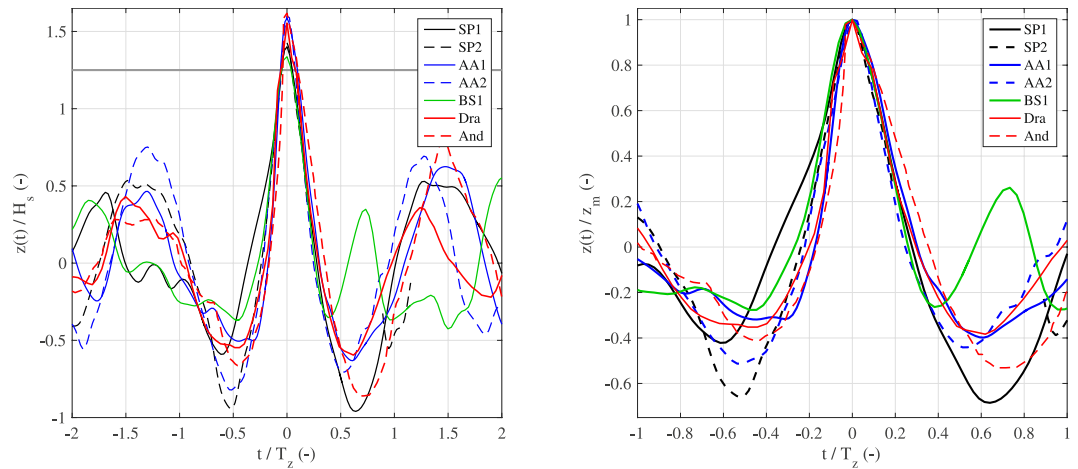 1.5
1
0.5
0
-0.5
-1
z(t) / H_s (-)
-2
-1.5
-1
-0.5
0
0.5
1
1.5
2
t / T_z (-)
SP1
SP2
AA1
AA2
BS1
Dra
And
1
0.8
0.6
0.4
0.2
0
-0.2
-0.4
-0.6
z(t) / z_m (-)
-1
-0.8
-0.6
-0.4
-0.2
0
0.2
0.4
0.6
0.8
1
t / T_z (-)
SP1
SP2
AA1
AA2
BS1
Dra
And